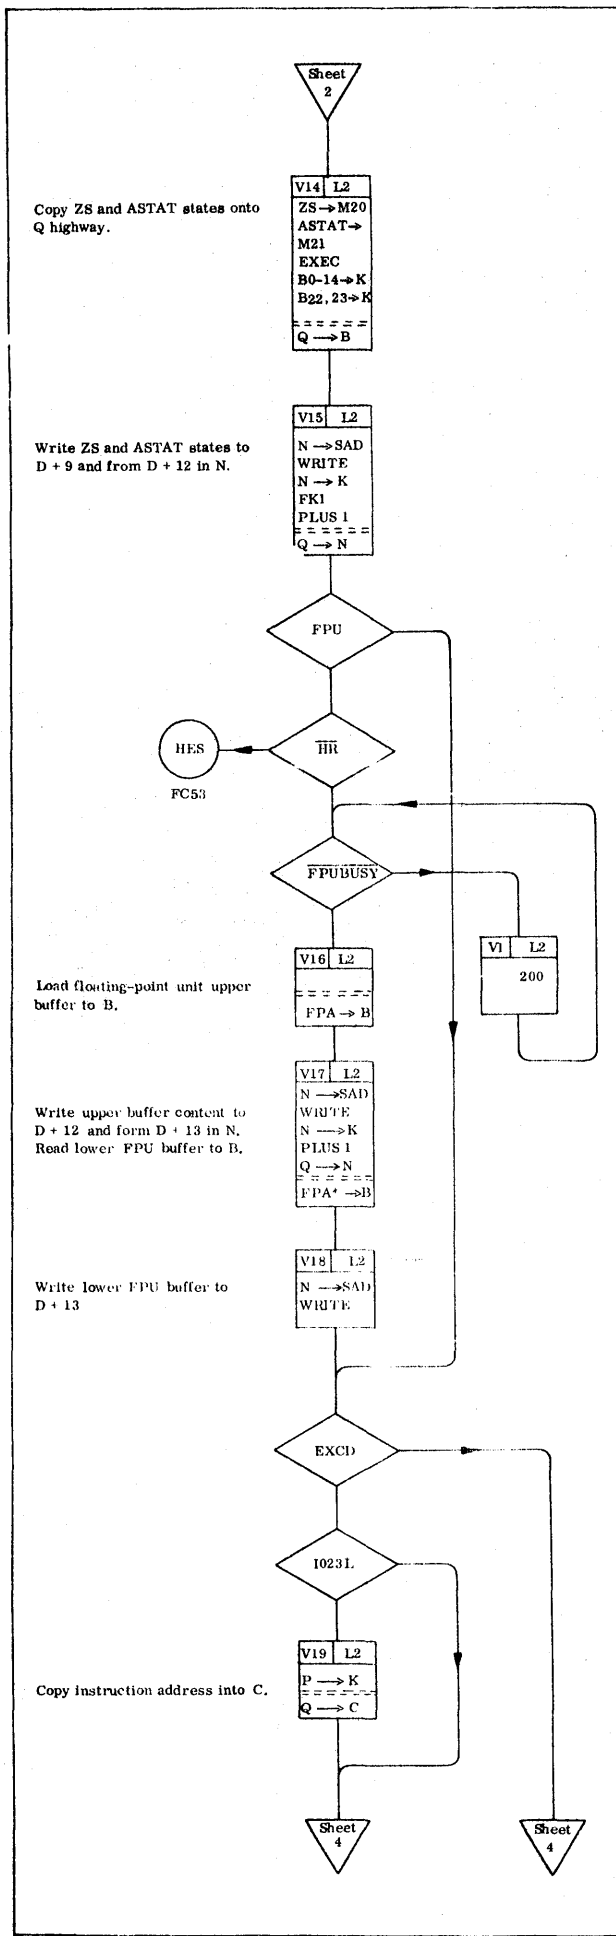 Sheet
2
Copy ZS and ASTAT states onto
Q highway.
V14 L2
ZS → M20
ASTAT →
M21
EXEC
B0-14 → K
B22, 23 → K
Q → B
Write ZS and ASTAT states to
D + 9 and from D + 12 in N.
V15 L2
N → SAD
WRITE
N → K
FK1
PLUS 1
Q → N
FPU
HES
H̅R̅
FC53
F̅P̅U̅B̅U̅S̅Y̅
V1 L2
200
Load floating-point unit upper
buffer to B.
V16 L2
FPA → B
Write upper buffer content to
D + 12 and form D + 13 in N.
Read lower FPU buffer to B.
V17 L2
N → SAD
WRITE
N → K
PLUS 1
Q → N
FPA* → B
Write lower FPU buffer to
D + 13
V18 L2
N → SAD
WRITE
EXCD
I023L
Copy instruction address into C.
V19 L2
P → K
Q → C
Sheet
4
Sheet
4